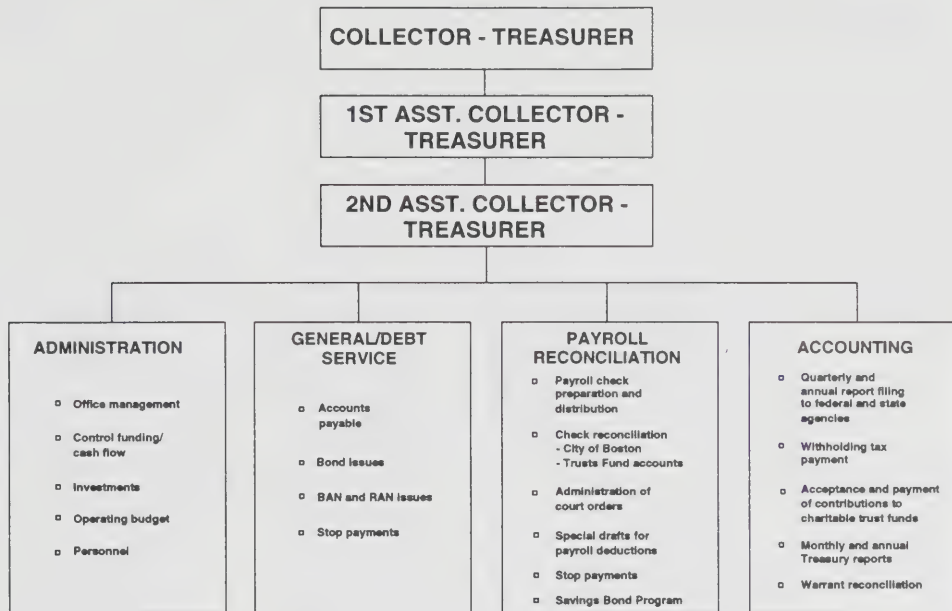 COLLECTOR - TREASURER
1ST ASST. COLLECTOR -
TREASURER
2ND ASST. COLLECTOR -
TREASURER
ADMINISTRATION
▫ Office management
▫ Control funding/
cash flow
▫ Investments
▫ Operating budget
▫ Personnel
GENERAL/DEBT
SERVICE
▫ Accounts
payable
▫ Bond issues
▫ BAN and RAN issues
▫ Stop payments
PAYROLL
RECONCILIATION
▫ Payroll check
preparation and
distribution
▫ Check reconciliation
- City of Boston
- Trusts Fund accounts
▫ Administration of
court orders
▫ Special drafts for
payroll deductions
▫ Stop payments
▫ Savings Bond Program
ACCOUNTING
▫ Quarterly and
annual report filing
to federal and state
agencies
▫ Withholding tax
payment
▫ Acceptance and payment
of contributions to
charitable trust funds
▫ Monthly and annual
Treasury reports
▫ Warrant reconciliation